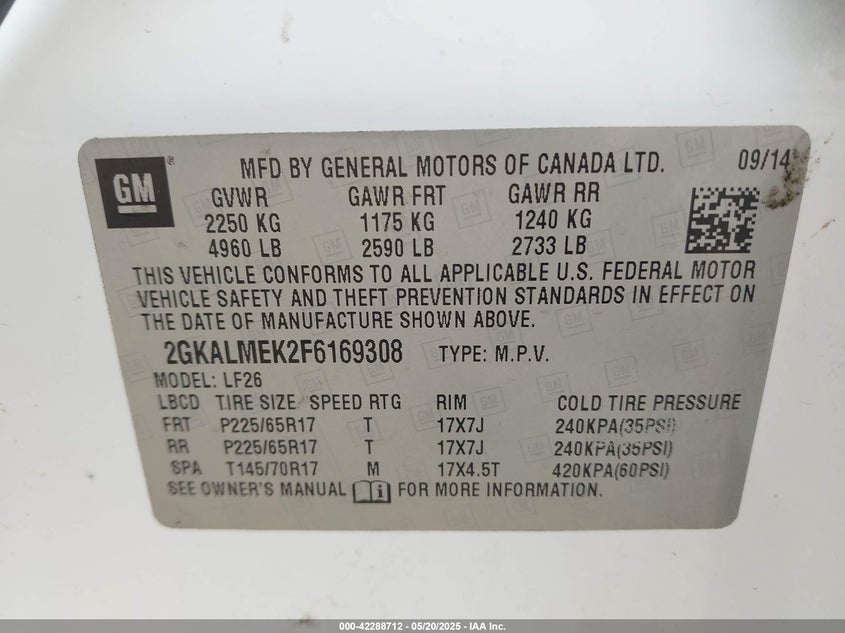 GM
MFD BY GENERAL MOTORS OF CANADA LTD. 09/14
GVWR GAWR FRT GAWR RR
2250 KG 1175 KG 1240 KG
4960 LB 2590 LB 2733 LB
THIS VEHICLE CONFORMS TO ALL APPLICABLE U.S. FEDERAL MOTOR
VEHICLE SAFETY AND THEFT PREVENTION STANDARDS IN EFFECT ON
THE DATE OF MANUFACTURE SHOWN ABOVE.
2GKALMEK2F6169308 TYPE: M.P.V.
MODEL: LF26
LBCD TIRE SIZE SPEED RTG RIM COLD TIRE PRESSURE
FRT P225/65R17 T 17X7J 240KPA(35PSI)
RR P225/65R17 T 17X7J 240KPA(35PSI)
SPA T145/70R17 M 17X4.5T 420KPA(60PSI)
SEE OWNER'S MANUAL FOR MORE INFORMATION.
000-42288712 - 05/20/2025 - IAA Inc.